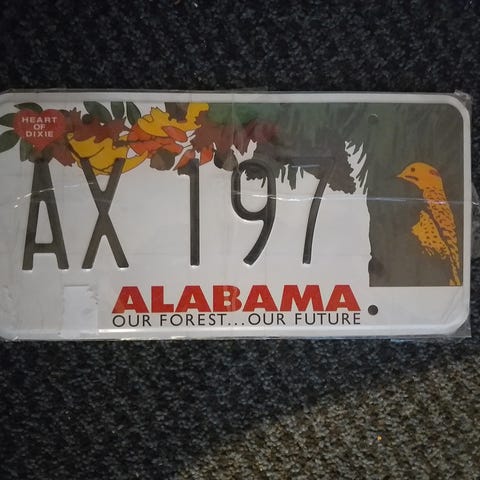 HEART
OF
DIXIE
AX 197
ALABAMA
OUR FOREST...OUR FUTURE